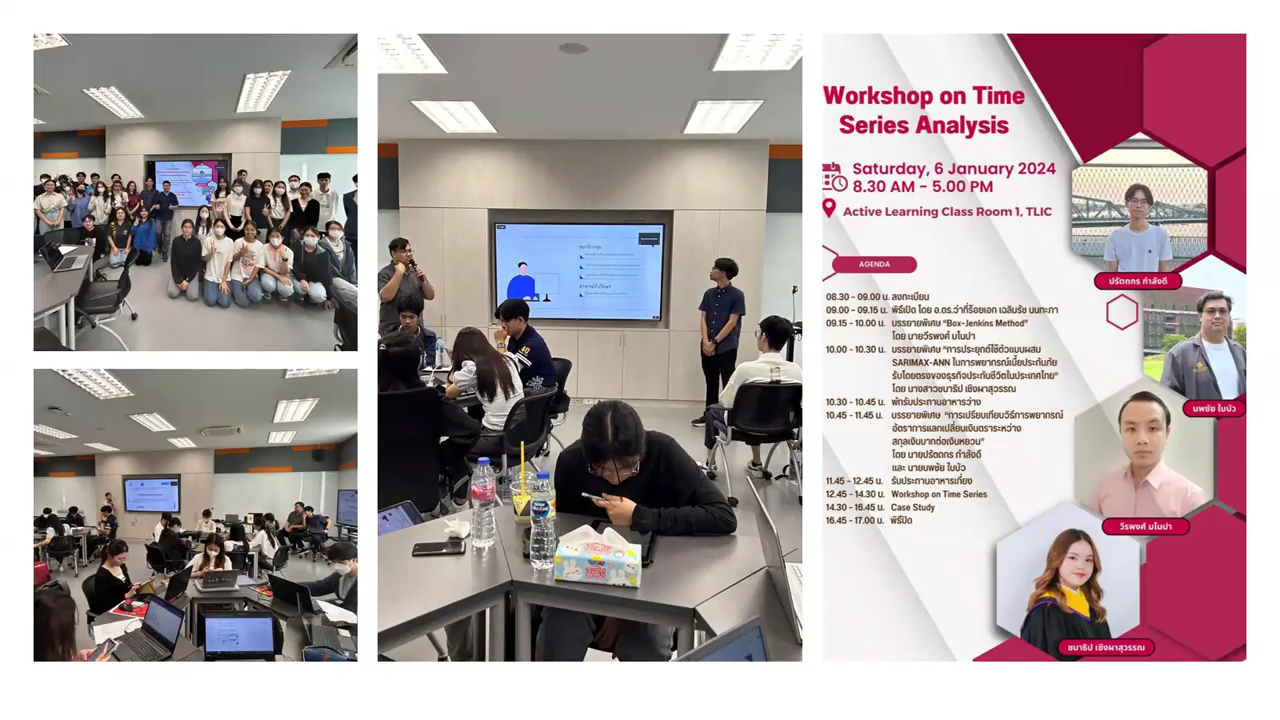 Workshop on Time
Series Analysis
Saturday, 6 January 2024
8.30 AM - 5.00 PM
Active Learning Class Room 1, TLIC
AGENDA
08.30 - 09.00 น. ลงทะเบียน
09.00 - 09.15 น. พิธีเปิด โดย อ.ดร.ว่าที่ร้อยเอก เฉลิมรัช นนทะภา
09.15 - 10.00 น. บรรยายพิเศษ "Box-Jenkins Method"
โดย นายวีรพงศ์ มโนปา
10.00 - 10.30 น. บรรยายพิเศษ "การประยุกต์ใช้ตัวแบบผสม
SARIMAX-ANN ในการพยากรณ์เบี้ยประกันภัย
รับโดยตรงของธุรกิจประกันชีวิตในประเทศไทย"
โดย นางสาวชนาธิป เชิงผาสุวรรณ
10.30 - 10.45 น. พักรับประทานอาหารว่าง
10.45 - 11.45 น. บรรยายพิเศษ "การเปรียบเทียบวิธีการพยากรณ์
อัตราการแลกเปลี่ยนเงินตราระหว่าง
สกุลเงินบาทต่อเงินหยวน"
โดย นายปรัตถกร กำลังดี
และ นายนพชัย ใบบัว
11.45 - 12.45 น. รับประทานอาหารเที่ยง
12.45 - 14.30 น. Workshop on Time Series
14.30 - 16.45 น. Case Study
16.45 - 17.00 น. พิธีปิด
ปรัตถกร กำลังดี
นพชัย ใบบัว
วีรพงศ์ มโนปา
ชนาธิป เชิงผาสุวรรณ
สมาชิกกลุ่ม
อาจารย์ที่ปรึกษา